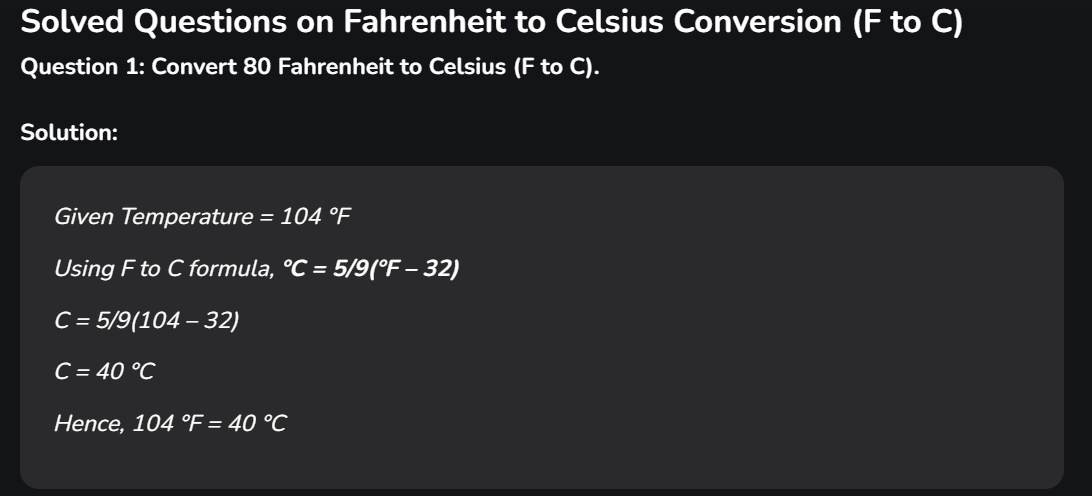 Solved Questions on Fahrenheit to Celsius Conversion (F to C)
Question 1: Convert 80 Fahrenheit to Celsius (F to C).
Solution:
Given Temperature = 104 °F
Using F to C formula, °C = 5/9(°F – 32)
C = 5/9(104 – 32)
C = 40 °C
Hence, 104 °F = 40 °C